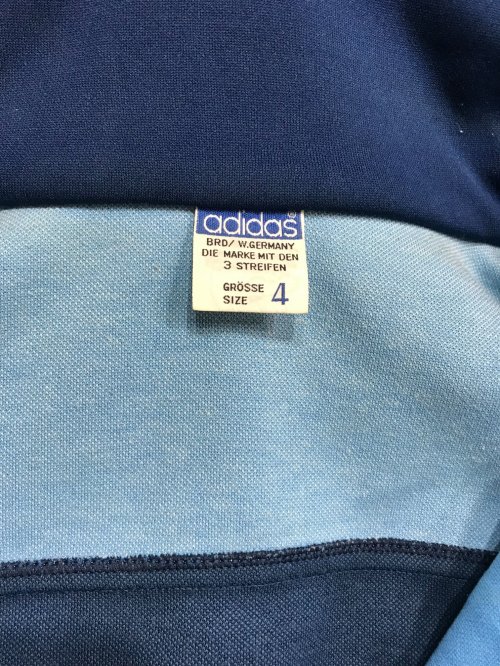 adidas®
BRD/ W. GERMANY
DIE MARKE MIT DEN
3 STREIFEN
GRÖSSE
SIZE 4